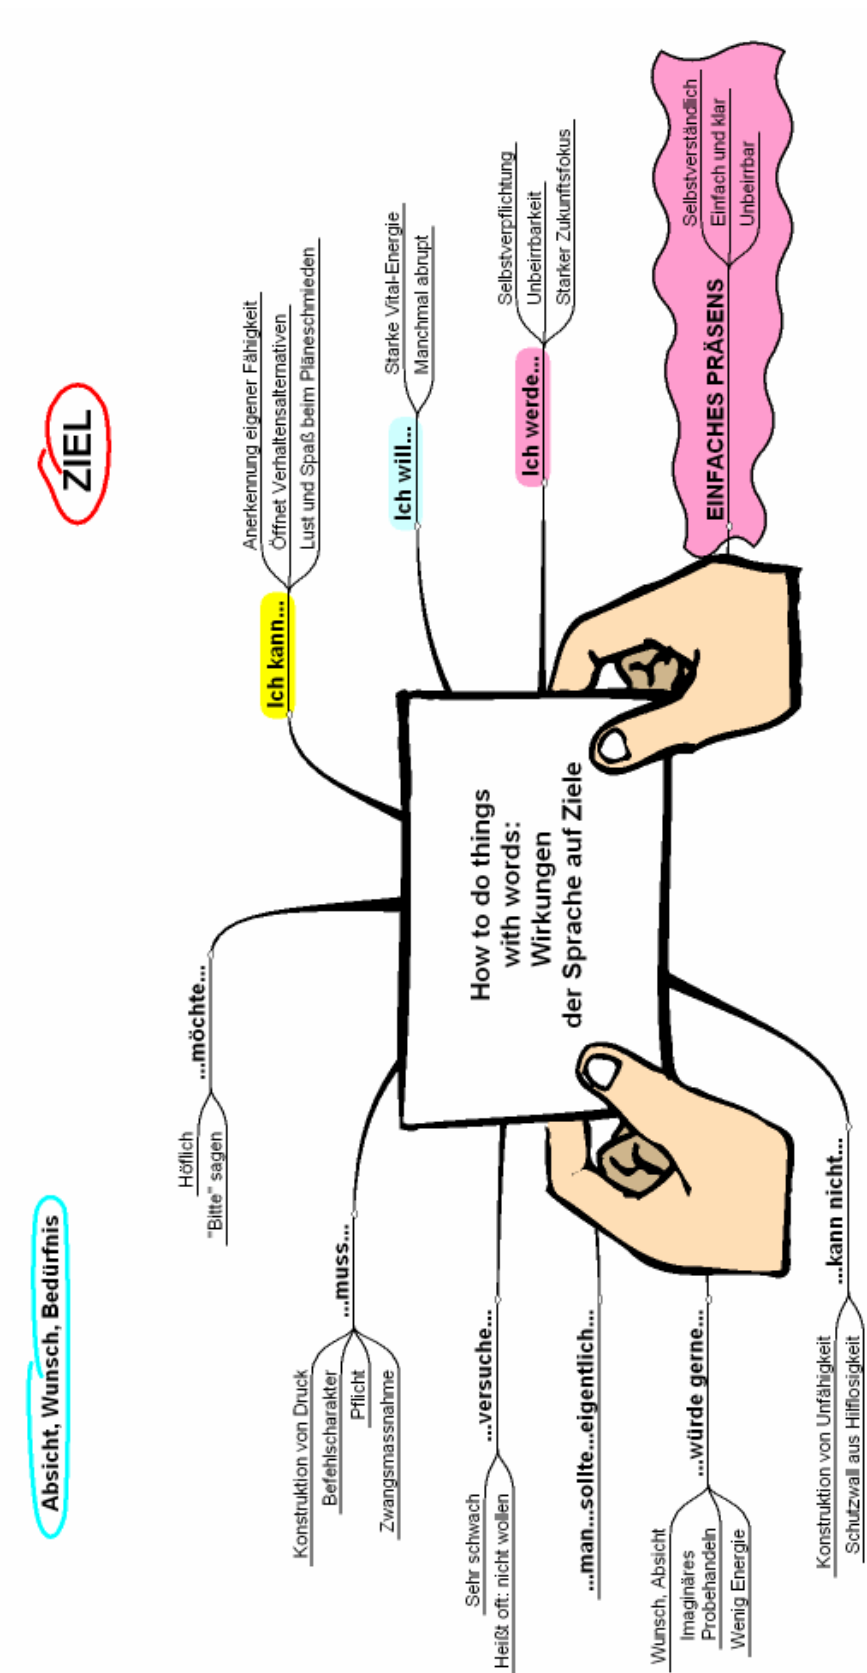 Absicht, Wunsch, Bedürfnis
ZIEL
How to do things
with words:
Wirkungen
der Sprache auf Ziele
...möchte...
Höflich
"Bitte" sagen
...muss...
Konstruktion von Druck
Befehlscharakter
Pflicht
Zwangsmassnahme
...versuche...
Sehr schwach
Heißt oft: nicht wollen
...man...sollte...eigentlich...
...würde gerne...
Wunsch, Absicht
Imaginäres
Probehandeln
Wenig Energie
...kann nicht...
Konstruktion von Unfähigkeit
Schutzwall aus Hilflosigkeit
Ich kann...
Anerkennung eigener Fähigkeit
Öffnet Verhaltensalternativen
Lust und Spaß beim Pläneschmieden
Ich will...
Starke Vital-Energie
Manchmal abrupt
Ich werde...
Selbstverpflichtung
Unbeirrbarkeit
Starker Zukunftsfokus
EINFACHES PRÄSENS
Selbstverständlich
Einfach und klar
Unbeirrbar